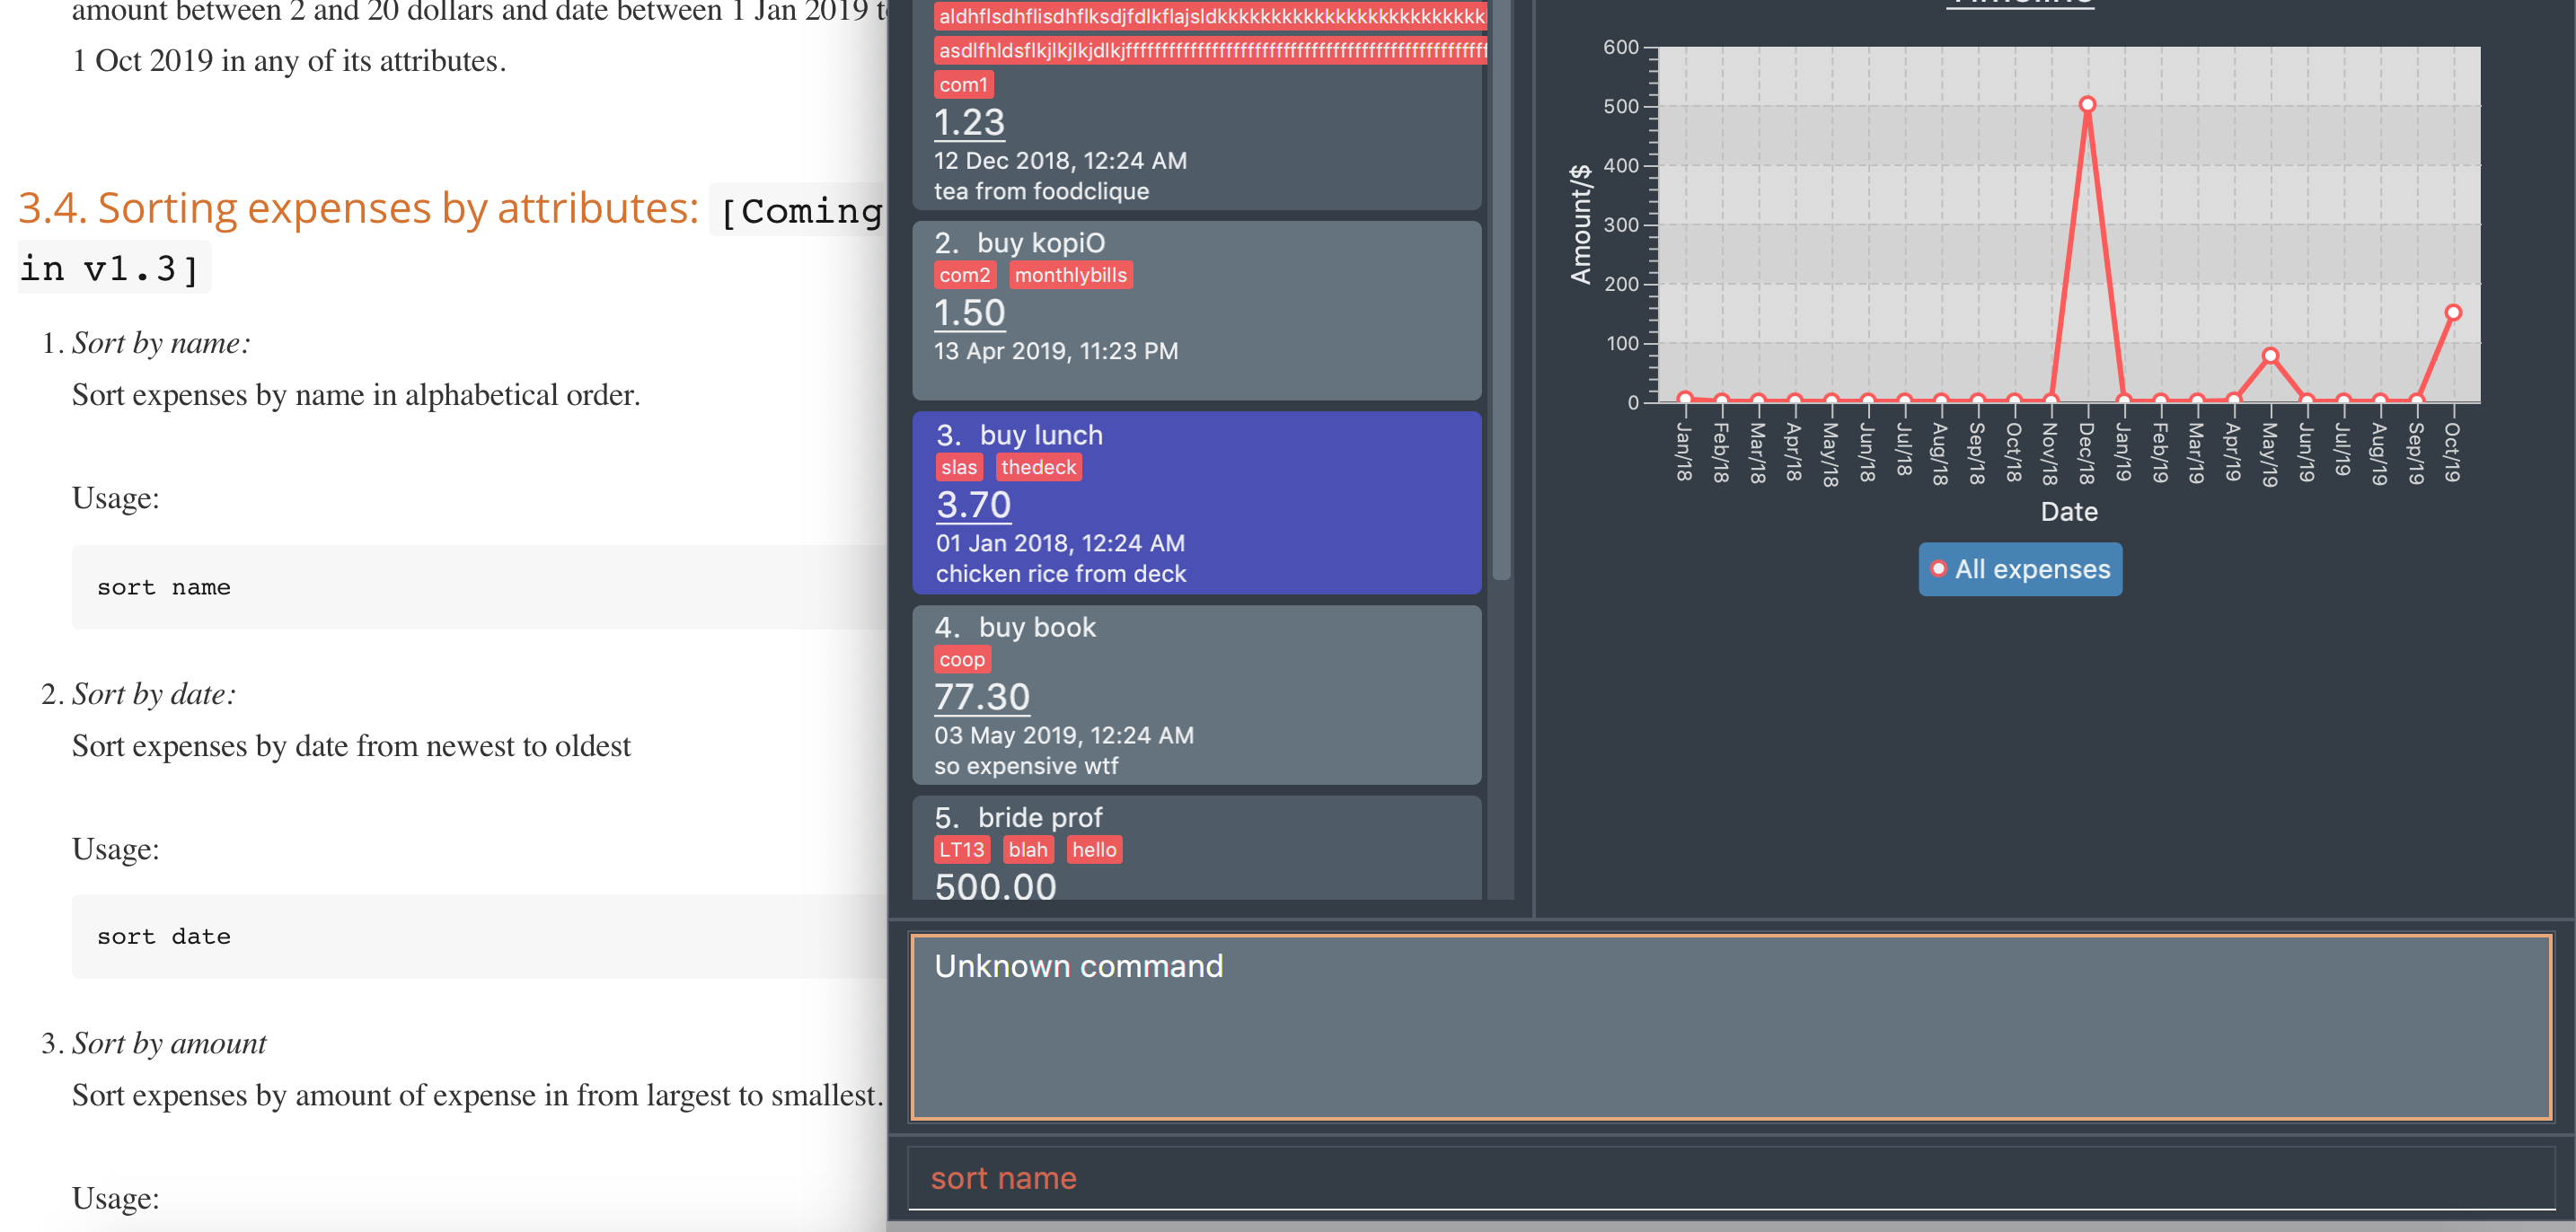 amount between 2 and 20 dollars and date between 1 Jan 2019
1 Oct 2019 in any of its attributes.
3.4. Sorting expenses by attributes: [Coming
in v1.3]
1. Sort by name:
Sort expenses by name in alphabetical order.
Usage:
sort name
2. Sort by date:
Sort expenses by date from newest to oldest
Usage:
sort date
3. Sort by amount
Sort expenses by amount of expense in from largest to smallest.
Usage:
com1
1.23
12 Dec 2018, 12:24 AM
tea from foodclique
2. buy kopiO
com2 monthlybills
1.50
13 Apr 2019, 11:23 PM
3. buy lunch
slas thedeck
3.70
01 Jan 2018, 12:24 AM
chicken rice from deck
4. buy book
coop
77.30
03 May 2019, 12:24 AM
so expensive wtf
5. bride prof
LT13 blah hello
500.00
Amount/$
600
500
400
300
200
100
0
Jan/18 Feb/18 Mar/18 Apr/18 May/18 Jun/18 Jul/18 Aug/18 Sep/18 Oct/18 Nov/18 Dec/18 Jan/19 Feb/19 Mar/19 Apr/19 May/19 Jun/19 Jul/19 Aug/19 Sep/19 Oct/19
Date
All expenses
Unknown command
sort name